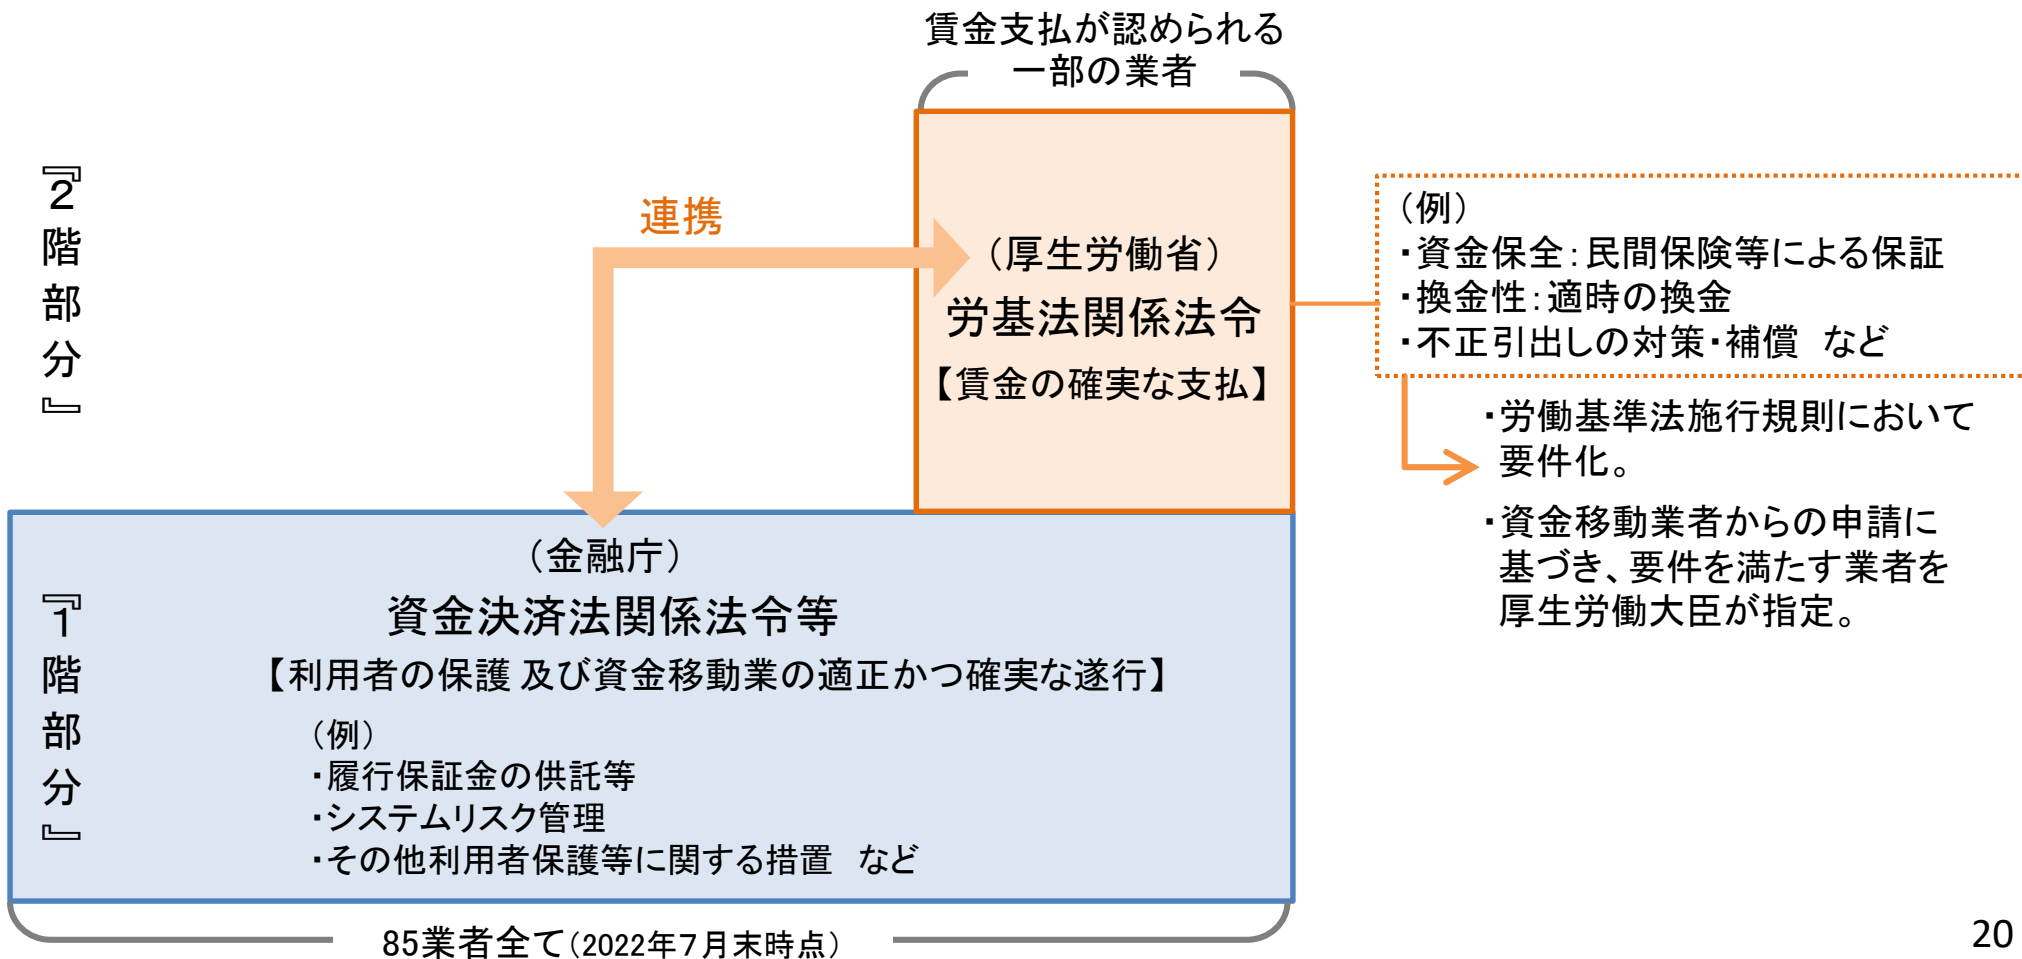 賃金支払が認められる
一部の業者
『2階部分』
連携
（厚生労働省）
労基法関係法令
【賃金の確実な支払】
（例）
・資金保全：民間保険等による保証
・換金性：適時の換金
・不正引出しの対策・補償　など
・労働基準法施行規則において
要件化。
・資金移動業者からの申請に
基づき、要件を満たす業者を
厚生労働大臣が指定。
『1階部分』
（金融庁）
資金決済法関係法令等
【利用者の保護 及び資金移動業の適正かつ確実な遂行】
（例）
・履行保証金の供託等
・システムリスク管理
・その他利用者保護等に関する措置　など
85業者全て（2022年７月末時点）
20